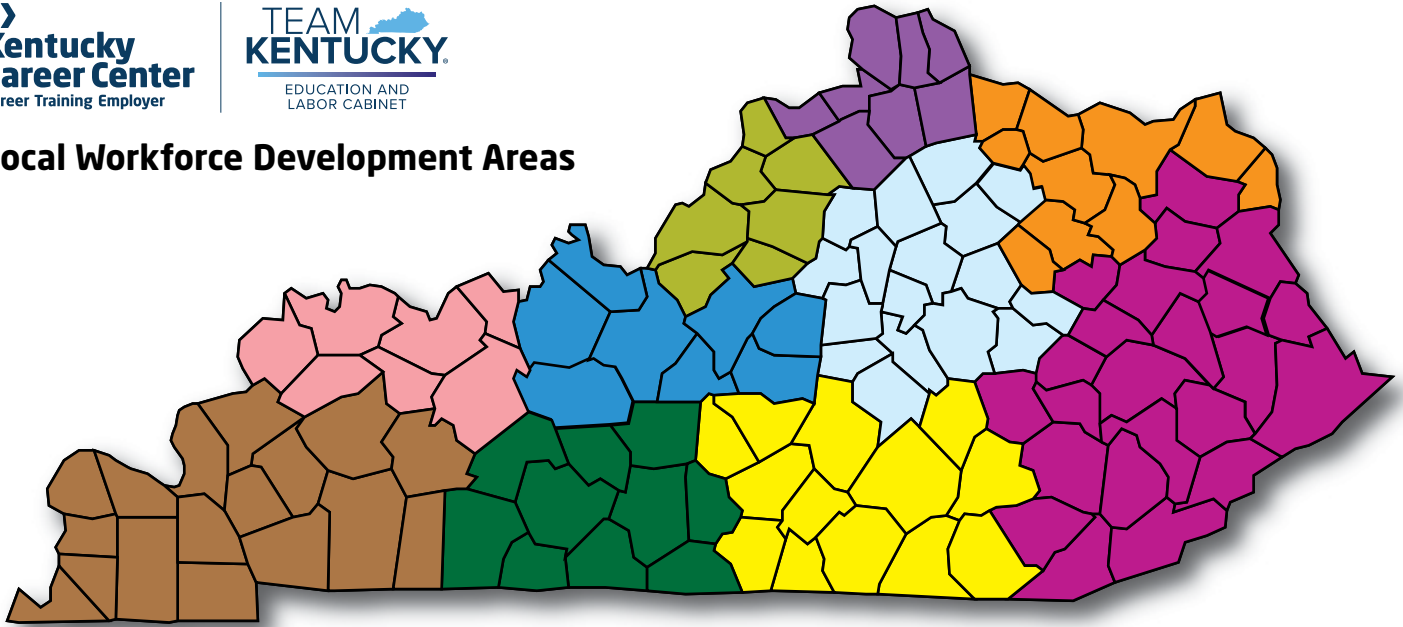 Kentucky
areer Center
reer Training Employer
TEAM
KENTUCKY®
EDUCATION AND
LABOR CABINET
ocal Workforce Development Areas